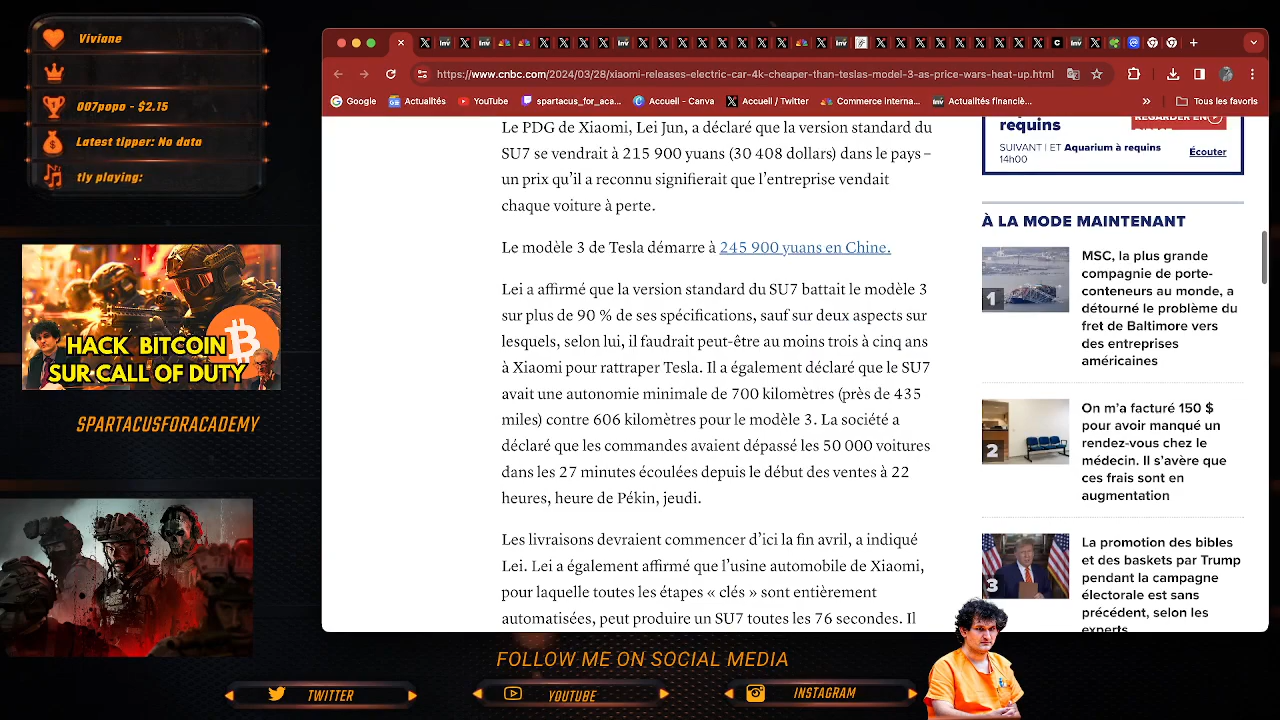 Viviane
007popo - $2.15
Latest tipper: No data
tly playing:
HACK BITCOIN
SUR CALL OF DUTY
SPARTACUSFORACADEMY
https://www.cnbc.com/2024/03/28/xiaomi-releases-electric-car-4k-cheaper-than-teslas-model-3-as-price-wars-heat-up.html
Google
Actualités
YouTube
spartacus_for_aca...
Accueil - Canva
Accueil / Twitter
Commerce interna...
Actualités financiè...
»
Tous les favoris
Le PDG de Xiaomi, Lei Jun, a déclaré que la version standard du
SU7 se vendrait à 215 900 yuans (30 408 dollars) dans le pays –
un prix qu’il a reconnu signifierait que l’entreprise vendait
chaque voiture à perte.
Le modèle 3 de Tesla démarre à 245 900 yuans en Chine.
Lei a affirmé que la version standard du SU7 battait le modèle 3
sur plus de 90 % de ses spécifications, sauf sur deux aspects sur
lesquels, selon lui, il faudrait peut-être au moins trois à cinq ans
à Xiaomi pour rattraper Tesla. Il a également déclaré que le SU7
avait une autonomie minimale de 700 kilomètres (près de 435
miles) contre 606 kilomètres pour le modèle 3. La société a
déclaré que les commandes avaient dépassé les 50 000 voitures
dans les 27 minutes écoulées depuis le début des ventes à 22
heures, heure de Pékin, jeudi.
Les livraisons devraient commencer d’ici la fin avril, a indiqué
Lei. Lei a également affirmé que l’usine automobile de Xiaomi,
pour laquelle toutes les étapes « clés » sont entièrement
automatisées, peut produire un SU7 toutes les 76 secondes. Il
requins
REGARDER EN
DIRECT
SUIVANT | ET Aquarium à requins
14h00
Écouter
À LA MODE MAINTENANT
1
MSC, la plus grande
compagnie de porte-
conteneurs au monde, a
détourné le problème du
fret de Baltimore vers
des entreprises
américaines
2
On m’a facturé 150 $
pour avoir manqué un
rendez-vous chez le
médecin. Il s’avère que
ces frais sont en
augmentation
3
La promotion des bibles
et des baskets par Trump
pendant la campagne
électorale est sans
précédent, selon les
experts
FOLLOW ME ON SOCIAL MEDIA
TWITTER
YOUTUBE
INSTAGRAM